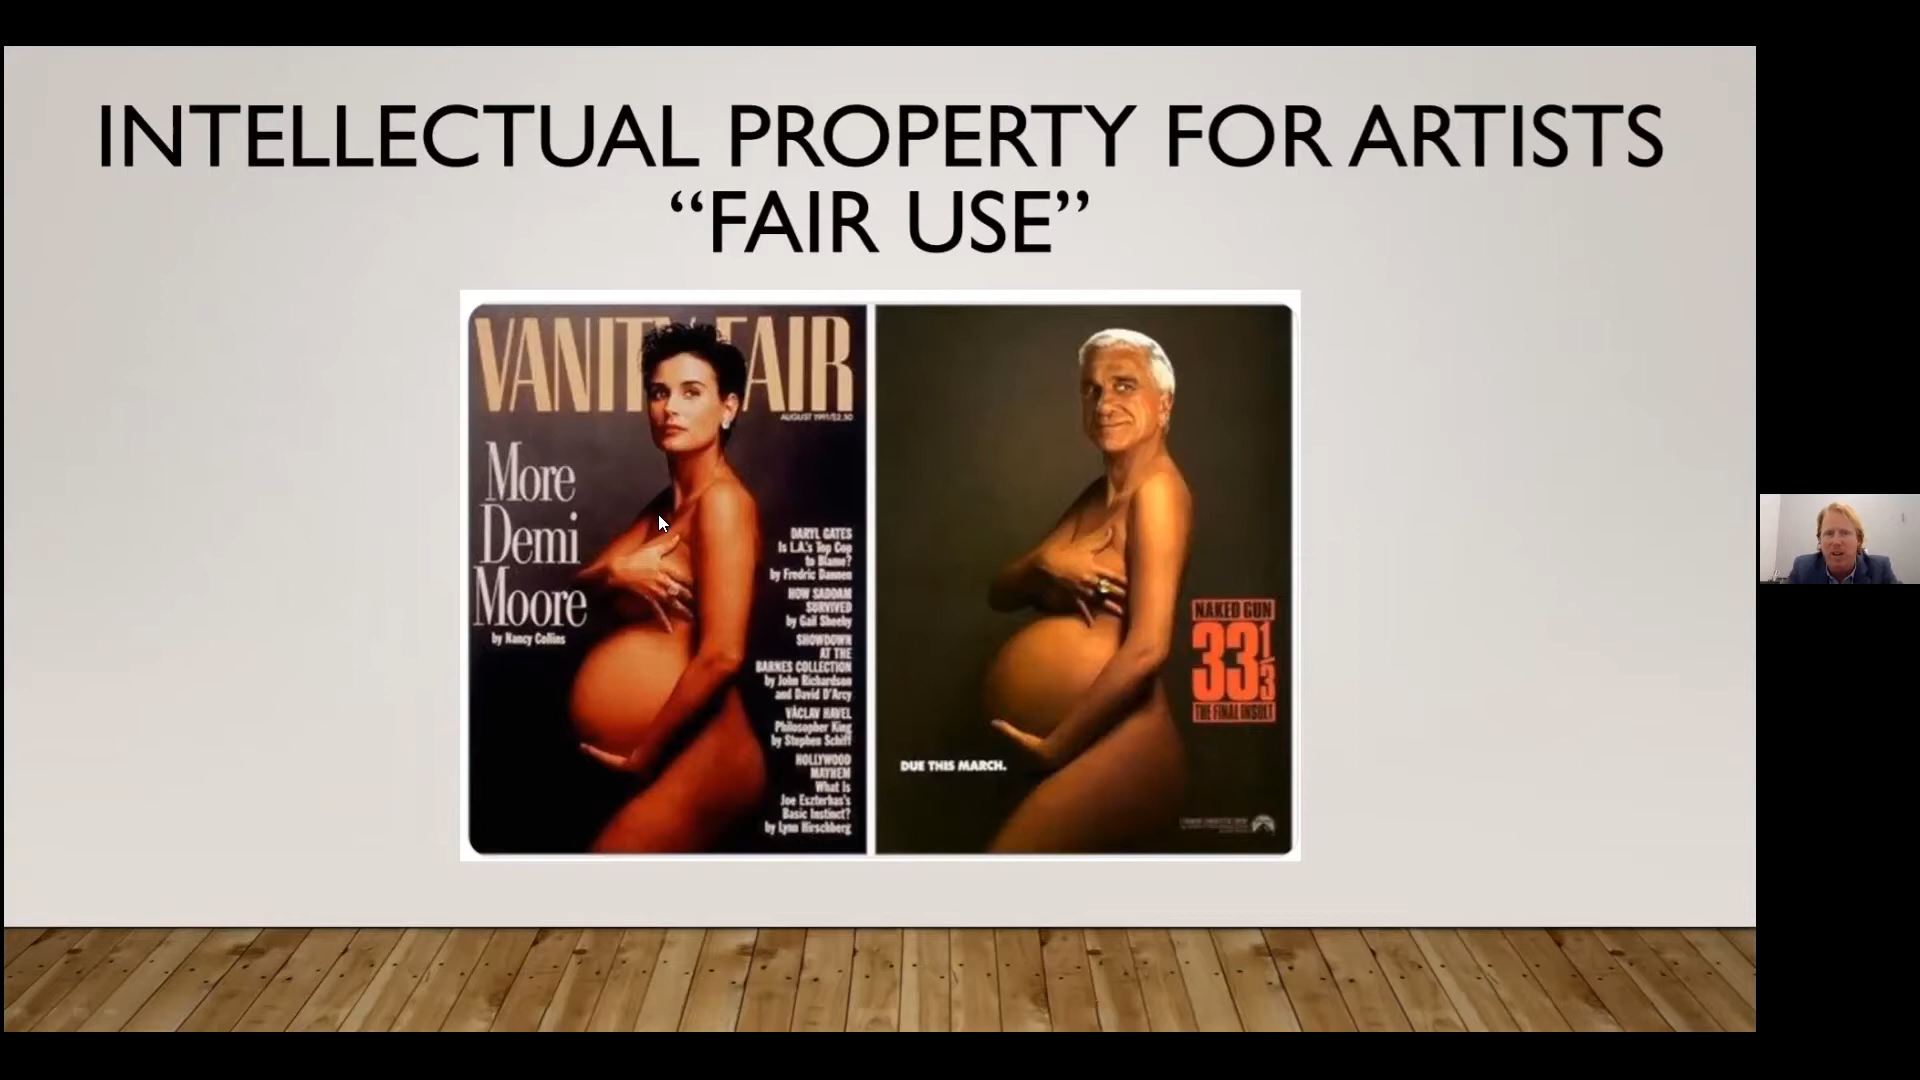 INTELLECTUAL PROPERTY FOR ARTISTS
“FAIR USE”
VANITY FAIR
AUGUST 1991/$2.50
More
Demi
Moore
by Nancy Collins
DARYL GATES
Is L.A.'s Top Cop
to Blame?
by Fredric Dannen
HOW SADDAM
SURVIVED
by Gail Sheehy
SHOWDOWN
AT THE
BARNES COLLECTION
by John Richardson
and David D'Arcy
VÁCLAV HAVEL
Philosopher King
by Stephen Schiff
HOLLYWOOD
MAYHEM
What Is
Joe Eszterhas's
Basic Instinct?
by Lynn Hirschberg
NAKED GUN
33 1/3
THE FINAL INSULT
DUE THIS MARCH.